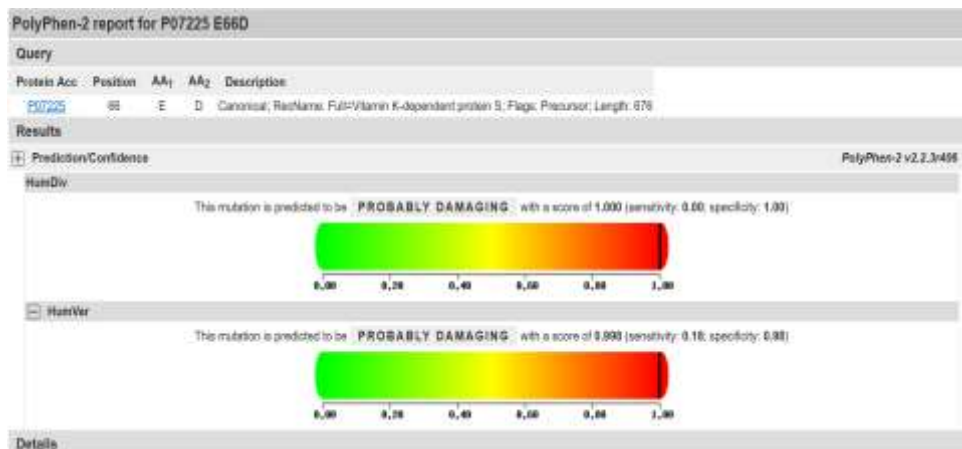 PolyPhen-2 report for P07225 E66D
Query
Protein Acc Position AA1 AA2 Description
P07225 66 E D Canonical; RecName: Full=Vitamin K-dependent protein S; Flags: Precursor; Length: 676
Results
+ Prediction/Confidence PolyPhen-2 v2.2.3r406
HumDiv
This mutation is predicted to be PROBABLY DAMAGING with a score of 1.000 (sensitivity: 0.00; specificity: 1.00)
0.00 0.20 0.40 0.60 0.80 1.00
− HumVar
This mutation is predicted to be PROBABLY DAMAGING with a score of 0.998 (sensitivity: 0.18; specificity: 0.98)
0.00 0.20 0.40 0.60 0.80 1.00
Details